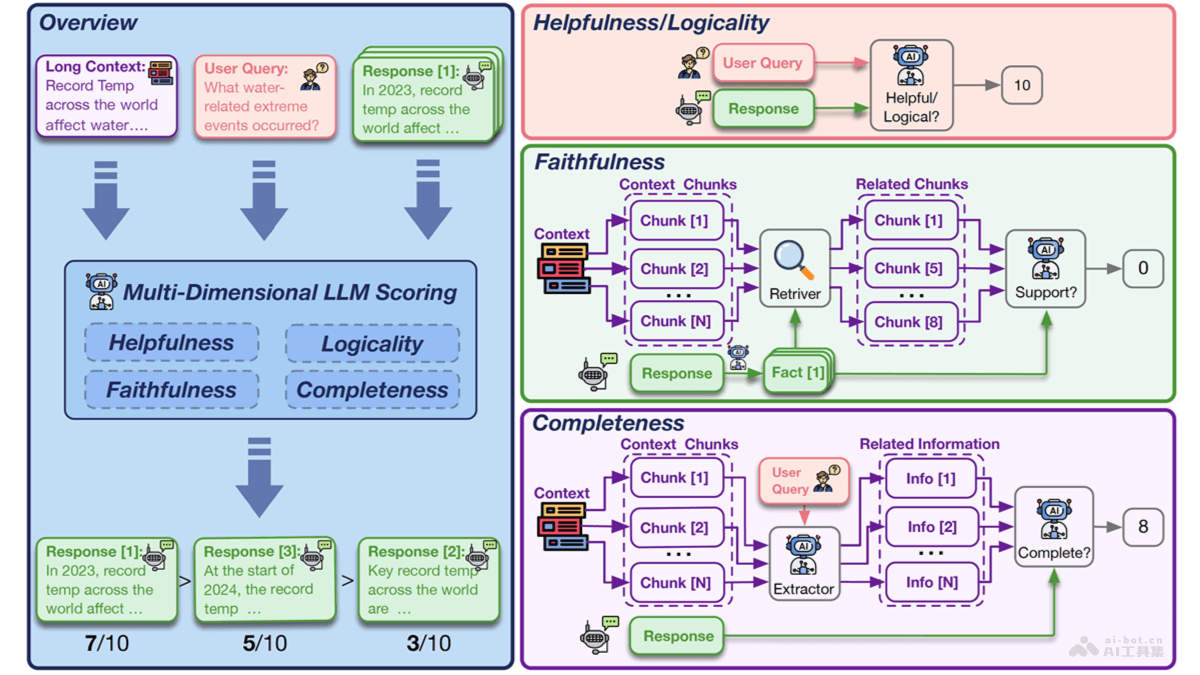 Overview
Long Context:
Record Temp
across the world
affect water....
User Query:
What water-
related extreme
events occurred?
Response [1]:
In 2023, record
temp across the
world affect ...
Multi-Dimensional LLM Scoring
AI
Helpfulness
Logicality
Faithfulness
Completeness
Response [1]:
In 2023, record
temp across the
world affect ...
>
Response [3]:
At the start of
2024, the record
temp ...
>
Response [2]:
Key record temp
across the world
are ...
7/10
5/10
3/10
Helpfulness/Logicality
User Query
Response
AI
Helpful/
Logical?
10
Faithfulness
Context Chunks
Related Chunks
Context
Chunk [1]
Chunk [2]
...
Chunk [N]
Retriver
Chunk [1]
Chunk [5]
...
Chunk [8]
AI
Support?
0
Response
AI
Fact [1]
Completeness
Context Chunks
Related Information
Context
Chunk [1]
Chunk [2]
...
Chunk [N]
User
Query
AI
Extractor
Info [1]
Info [2]
...
Info [N]
AI
Complete?
8
Response
ai-bot.cn
AI工具集